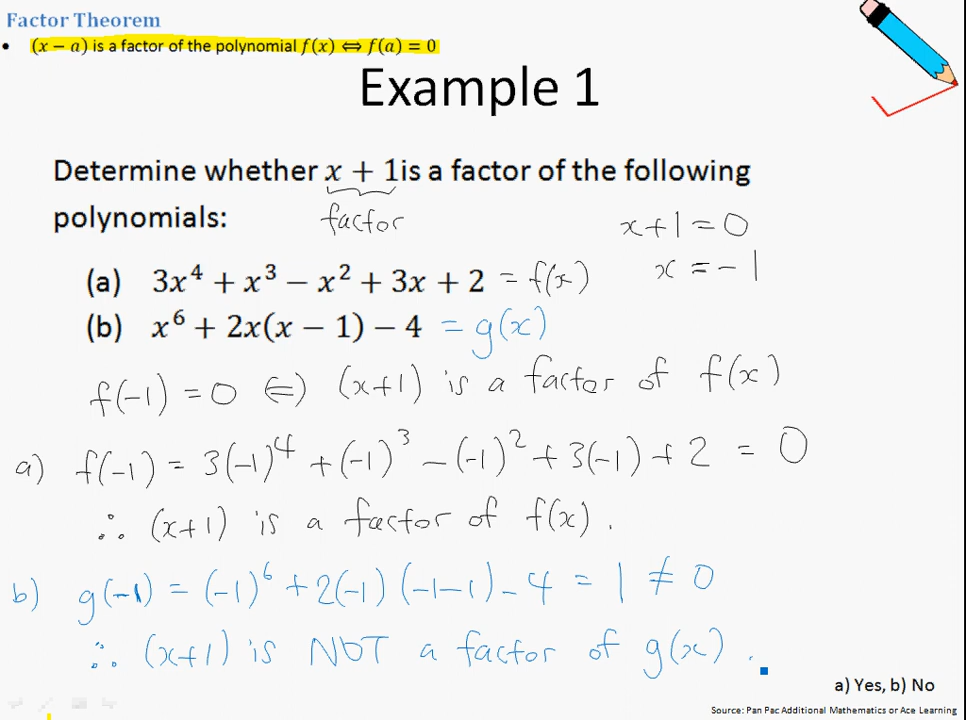 Factor Theorem
• (x − a) is a factor of the polynomial f(x) ⇔ f(a) = 0
Example 1
Determine whether x + 1is a factor of the following
polynomials:
factor
x+1 = 0
x = −1
(a) 3x⁴ + x³ − x² + 3x + 2 = f(x)
(b) x⁶ + 2x(x − 1) − 4 = g(x)
f(−1) = 0 ⇔ (x+1) is a factor of f(x)
a) f(−1) = 3(−1)⁴ + (−1)³ − (−1)² + 3(−1) + 2 = 0
∴ (x+1) is a factor of f(x).
b) g(−1) = (−1)⁶ + 2(−1)(−1−1) − 4 = 1 ≠ 0
∴ (x+1) is NOT a factor of g(x).
a) Yes, b) No
Source: Pan Pac Additional Mathematics or Ace Learning